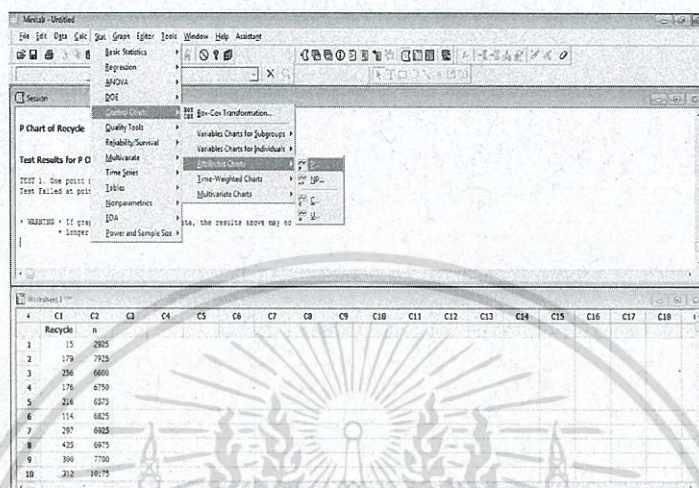 Minitab - Untitled
File Edit Data Calc Stat Graph Editor Tools Window Help Assistant
Basic Statistics
Regression
ANOVA
DOE
Control Charts
Quality Tools
Reliability/Survival
Multivariate
Time Series
Tables
Nonparametrics
EDA
Power and Sample Size
Box-Cox Transformation...
Variables Charts for Subgroups
Variables Charts for Individuals
Attributes Charts
Time-Weighted Charts
Multivariate Charts
P...
NP...
C...
U...
Session
P Chart of Recycle
Test Results for P C
TEST 1. One point
Test Failed at poi
* WARNING * If grap ata, the results above may no
* longer
Worksheet 1 ***
+ C1 C2 C3 C4 C5 C6 C7 C8 C9 C10 C11 C12 C13 C14 C15 C16 C17 C18
Recycle n
1 15 2925
2 179 7925
3 256 6600
4 176 6750
5 216 6575
6 114 6825
7 297 6925
8 425 6975
9 300 7700
10 312 10175